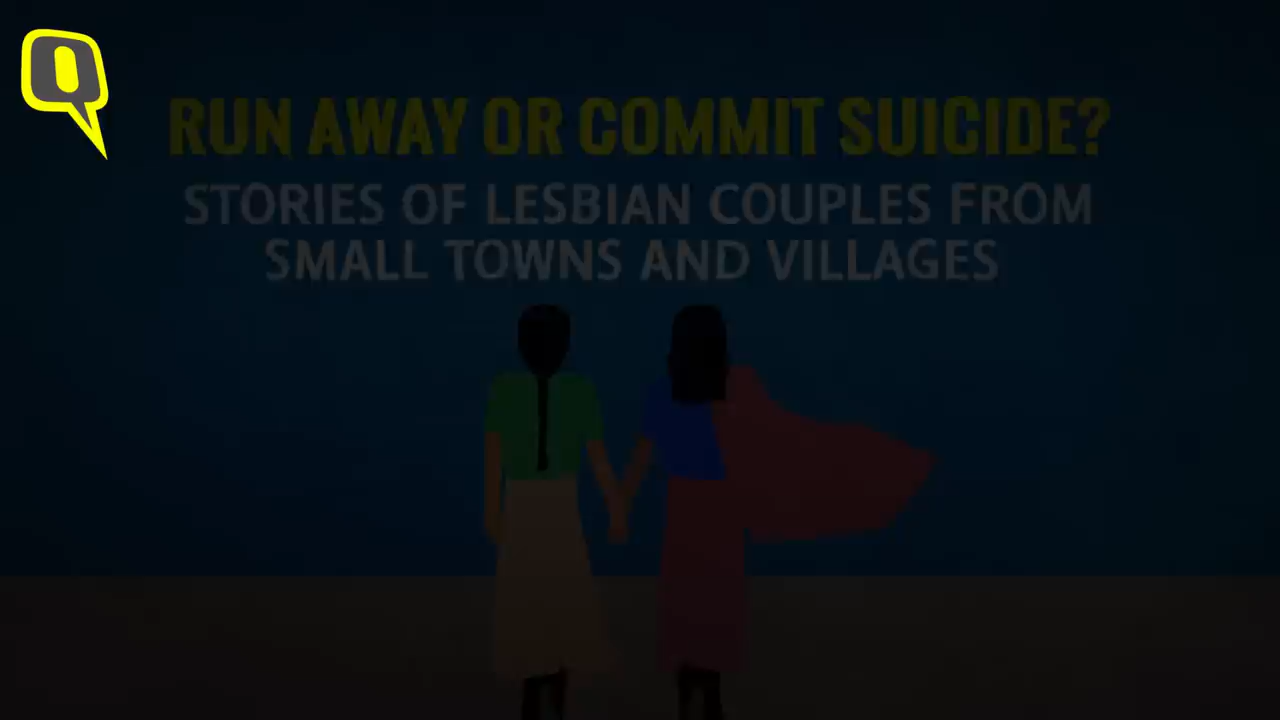 Q
RUN AWAY OR COMMIT SUICIDE?
STORIES OF LESBIAN COUPLES FROM
SMALL TOWNS AND VILLAGES